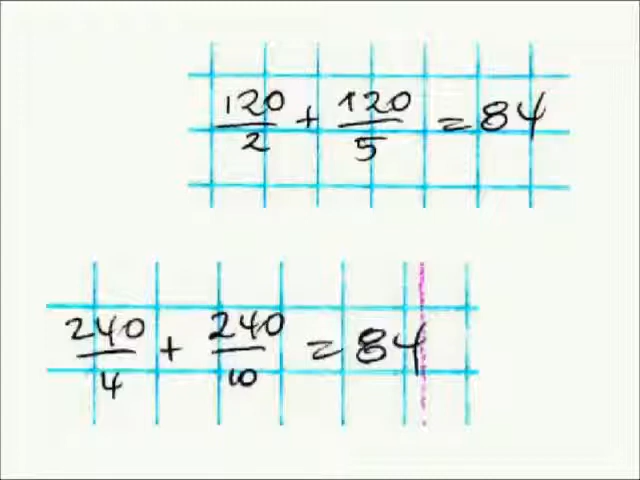 120/2 + 120/5 = 84
240/4 + 240/10 = 84